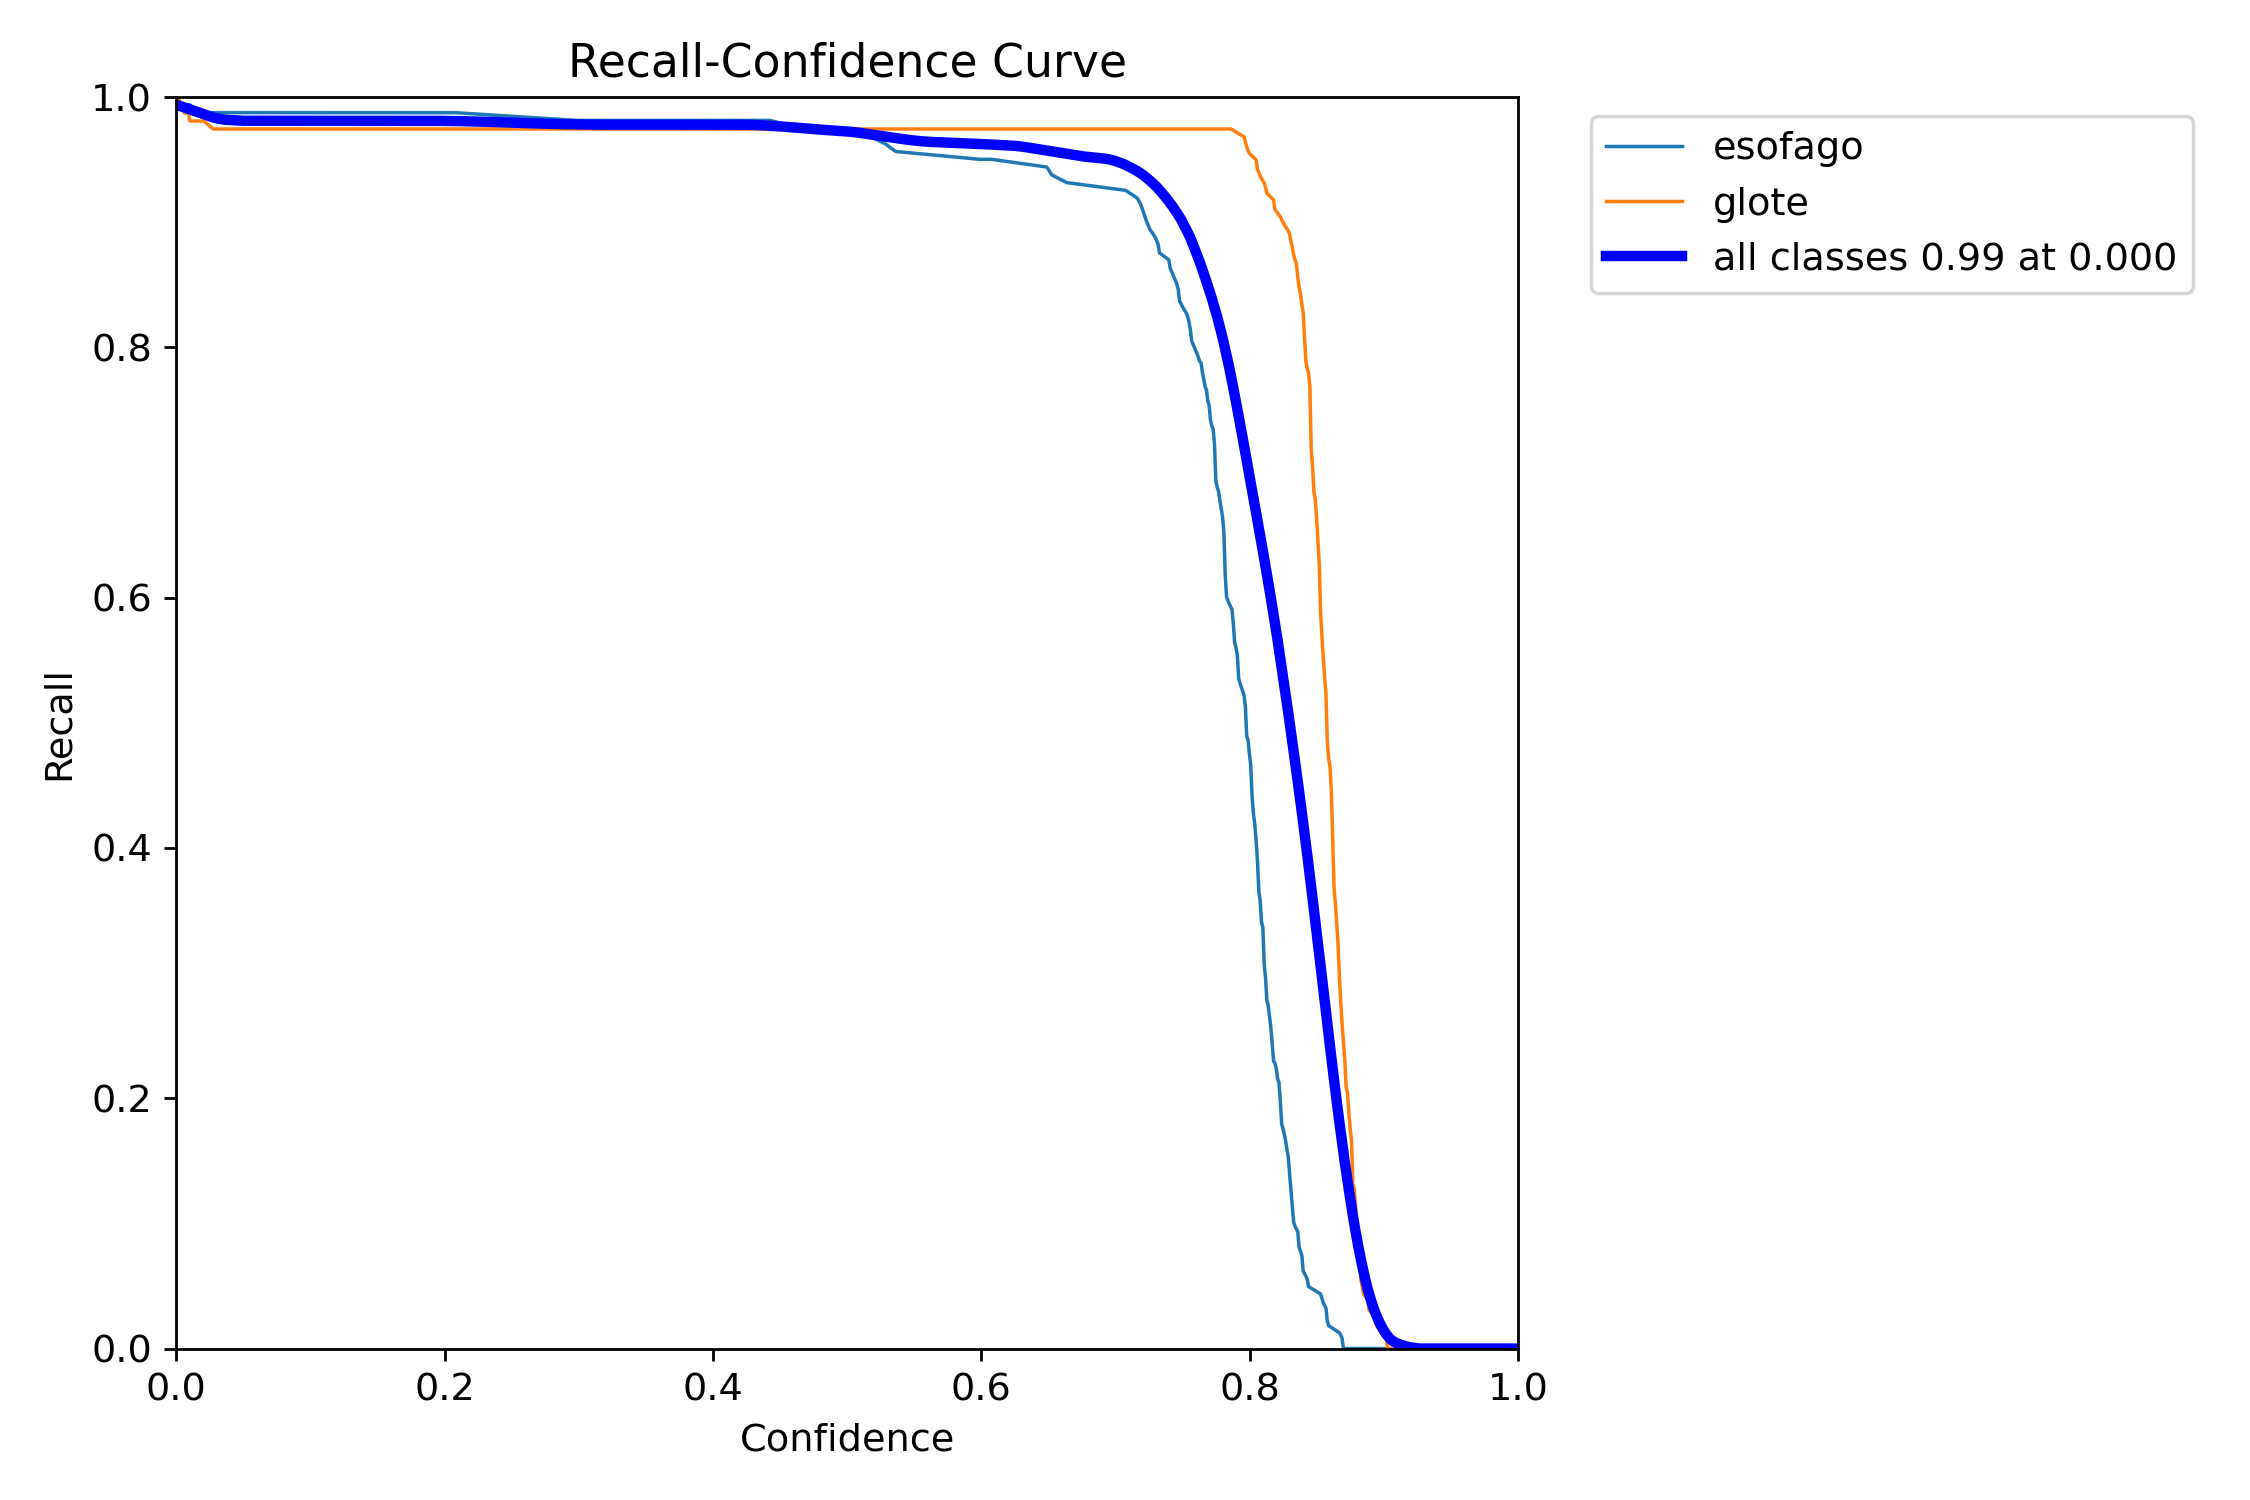 Recall-Confidence Curve
1.0
0.8
0.6
0.4
0.2
0.0
Recall
0.0 0.2 0.4 0.6 0.8 1.0
Confidence
esofago
glote
all classes 0.99 at 0.000